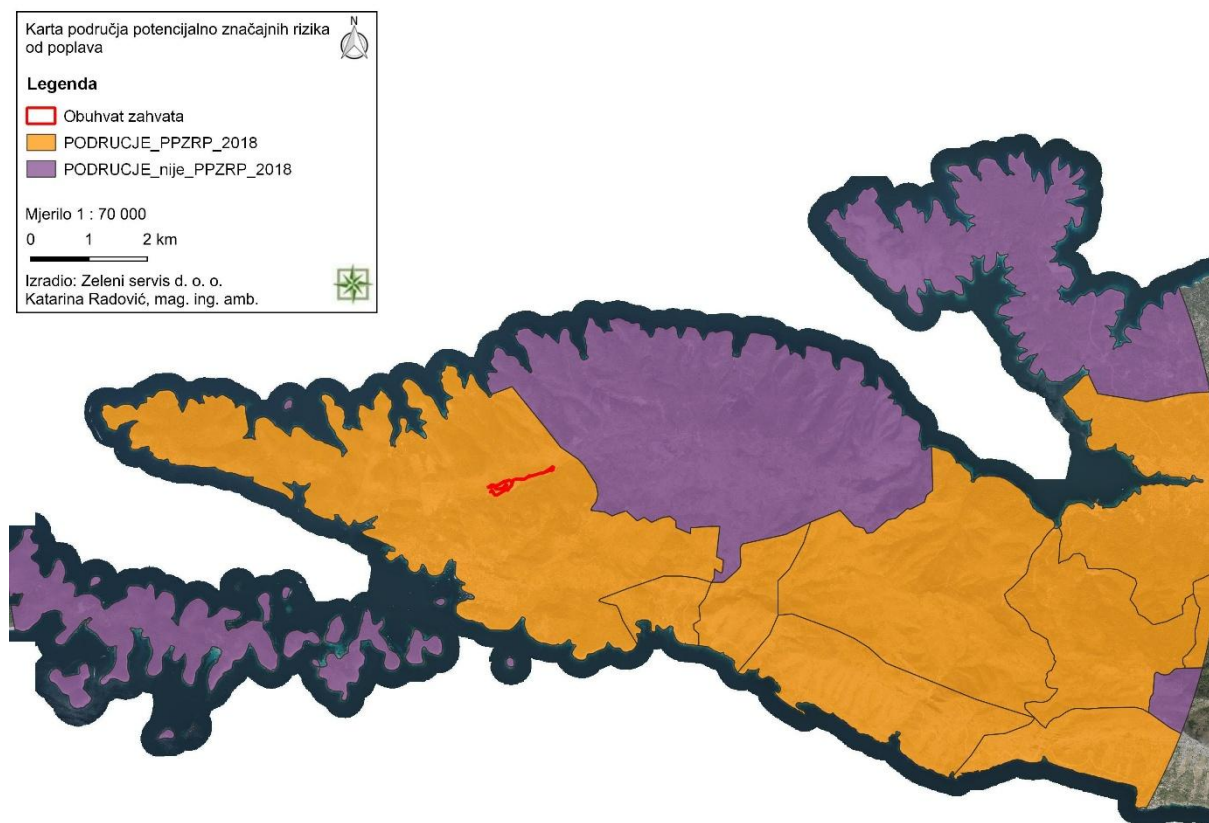 Karta područja potencijalno značajnih rizika
od poplava
N
Legenda
Obuhvat zahvata
PODRUCJE_PPZRP_2018
PODRUCJE_nije_PPZRP_2018
Mjerilo 1 : 70 000
0 1 2 km
Izradio: Zeleni servis d. o. o.
Katarina Radović, mag. ing. amb.